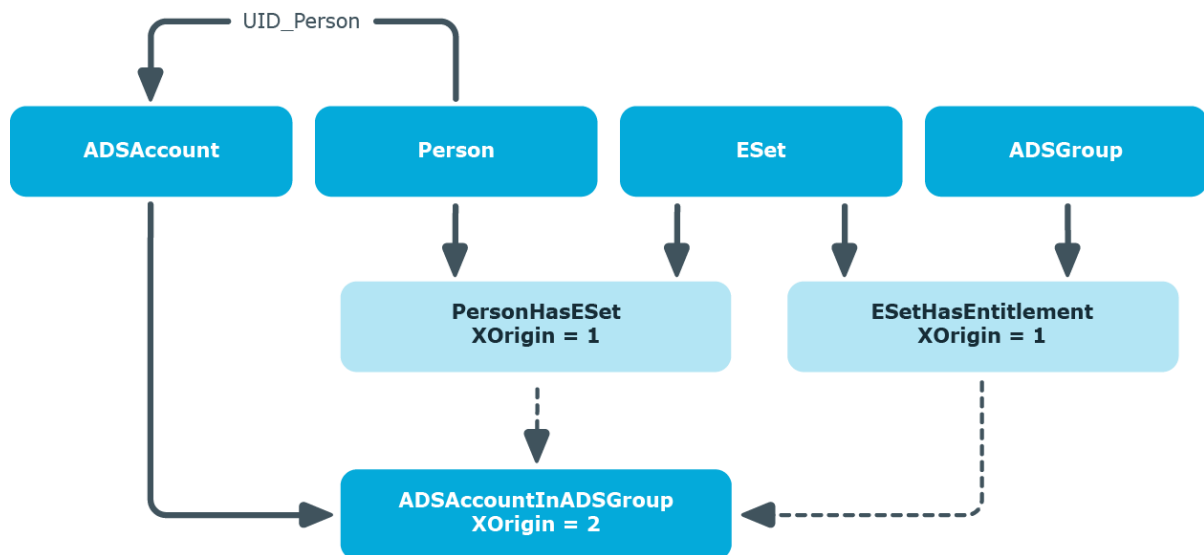 UID_Person
ADSAccount
Person
ESet
ADSGroup
PersonHasESet
XOrigin = 1
ESetHasEntitlement
XOrigin = 1
ADSAccountInADSGroup
XOrigin = 2